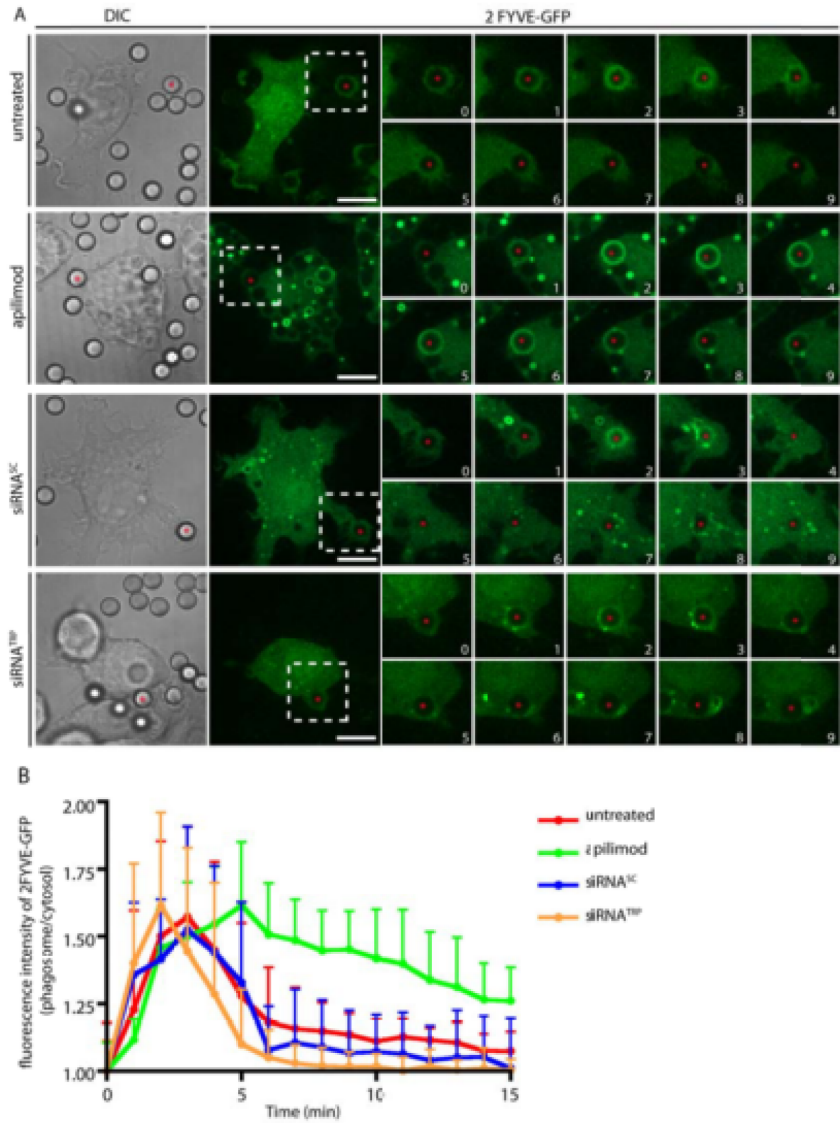 A
DIC
2 FYVE-GFP
untreated
0 1 2 3 4
5 6 7 8 9
apilimod
0 1 2 3 4
5 6 7 8 9
siRNA^SC
0 1 2 3 4
5 6 7 8 9
siRNA^TRP
0 1 2 3 4
5 6 7 8 9
B
fluorescence intensity of 2FYVE-GFP
(phagosome/cytosol)
2.00
1.75
1.50
1.25
1.00
0 5 10 15
Time (min)
untreated
apilimod
siRNA^SC
siRNA^TRP